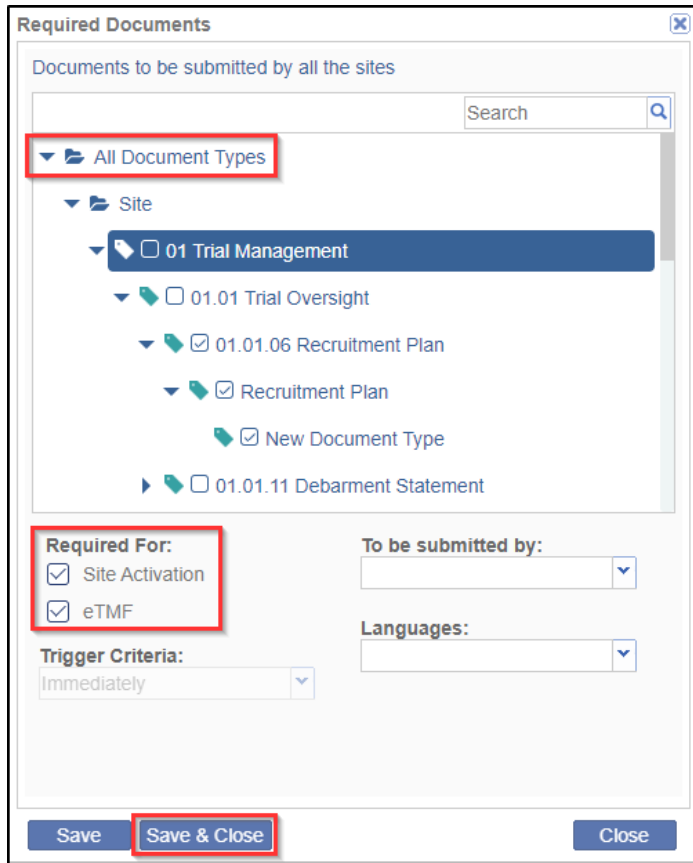 Required Documents
Documents to be submitted by all the sites
Search
All Document Types
Site
01 Trial Management
01.01 Trial Oversight
01.01.06 Recruitment Plan
Recruitment Plan
New Document Type
01.01.11 Debarment Statement
Required For:
Site Activation
eTMF
To be submitted by:
Languages:
Trigger Criteria:
Immediately
Save
Save & Close
Close